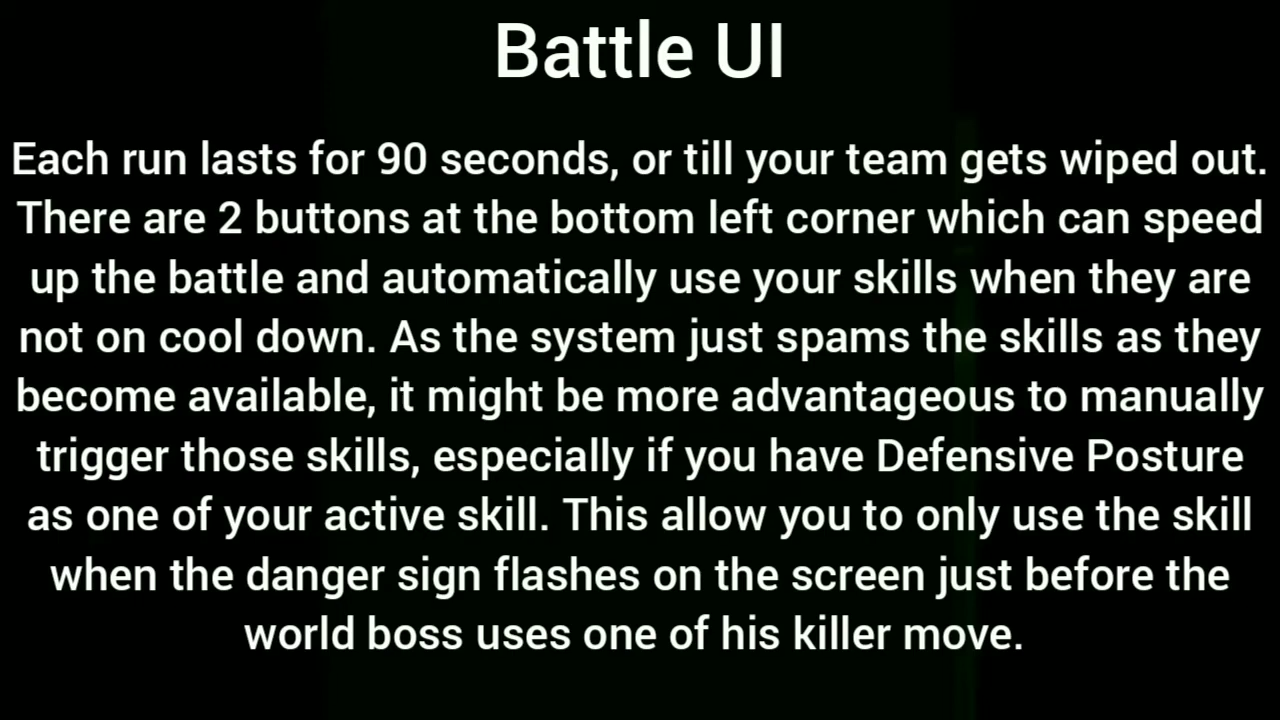 Battle UI
Each run lasts for 90 seconds, or till your team gets wiped out.
There are 2 buttons at the bottom left corner which can speed
up the battle and automatically use your skills when they are
not on cool down. As the system just spams the skills as they
become available, it might be more advantageous to manually
trigger those skills, especially if you have Defensive Posture
as one of your active skill. This allow you to only use the skill
when the danger sign flashes on the screen just before the
world boss uses one of his killer move.